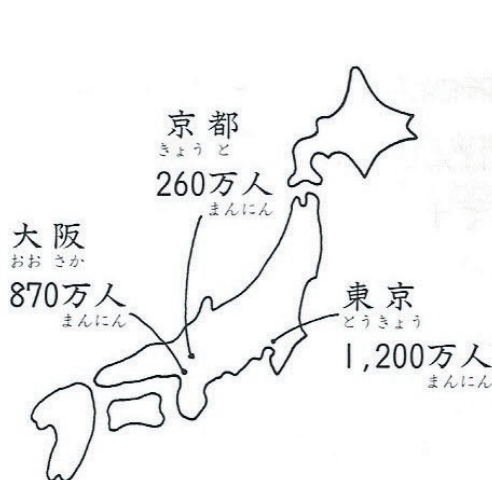 京都
きょうと
260万人
まんにん
大阪
おおさか
870万人
まんにん
東京
とうきょう
1,200万人
まんにん